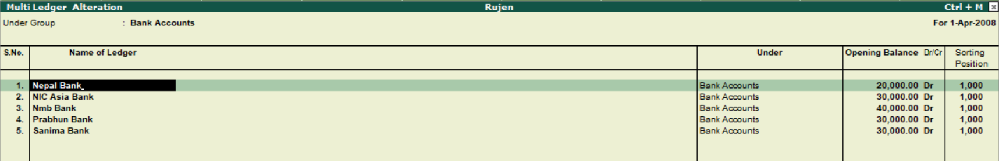 Multi Ledger Alteration Rujen Ctrl + M
Under Group : Bank Accounts For 1-Apr-2008
S.No. Name of Ledger Under Opening Balance Dr/Cr Sorting Position
1. Nepal Bank Bank Accounts 20,000.00 Dr 1,000
2. NIC Asia Bank Bank Accounts 30,000.00 Dr 1,000
3. Nmb Bank Bank Accounts 40,000.00 Dr 1,000
4. Prabhun Bank Bank Accounts 30,000.00 Dr 1,000
5. Sanima Bank Bank Accounts 30,000.00 Dr 1,000